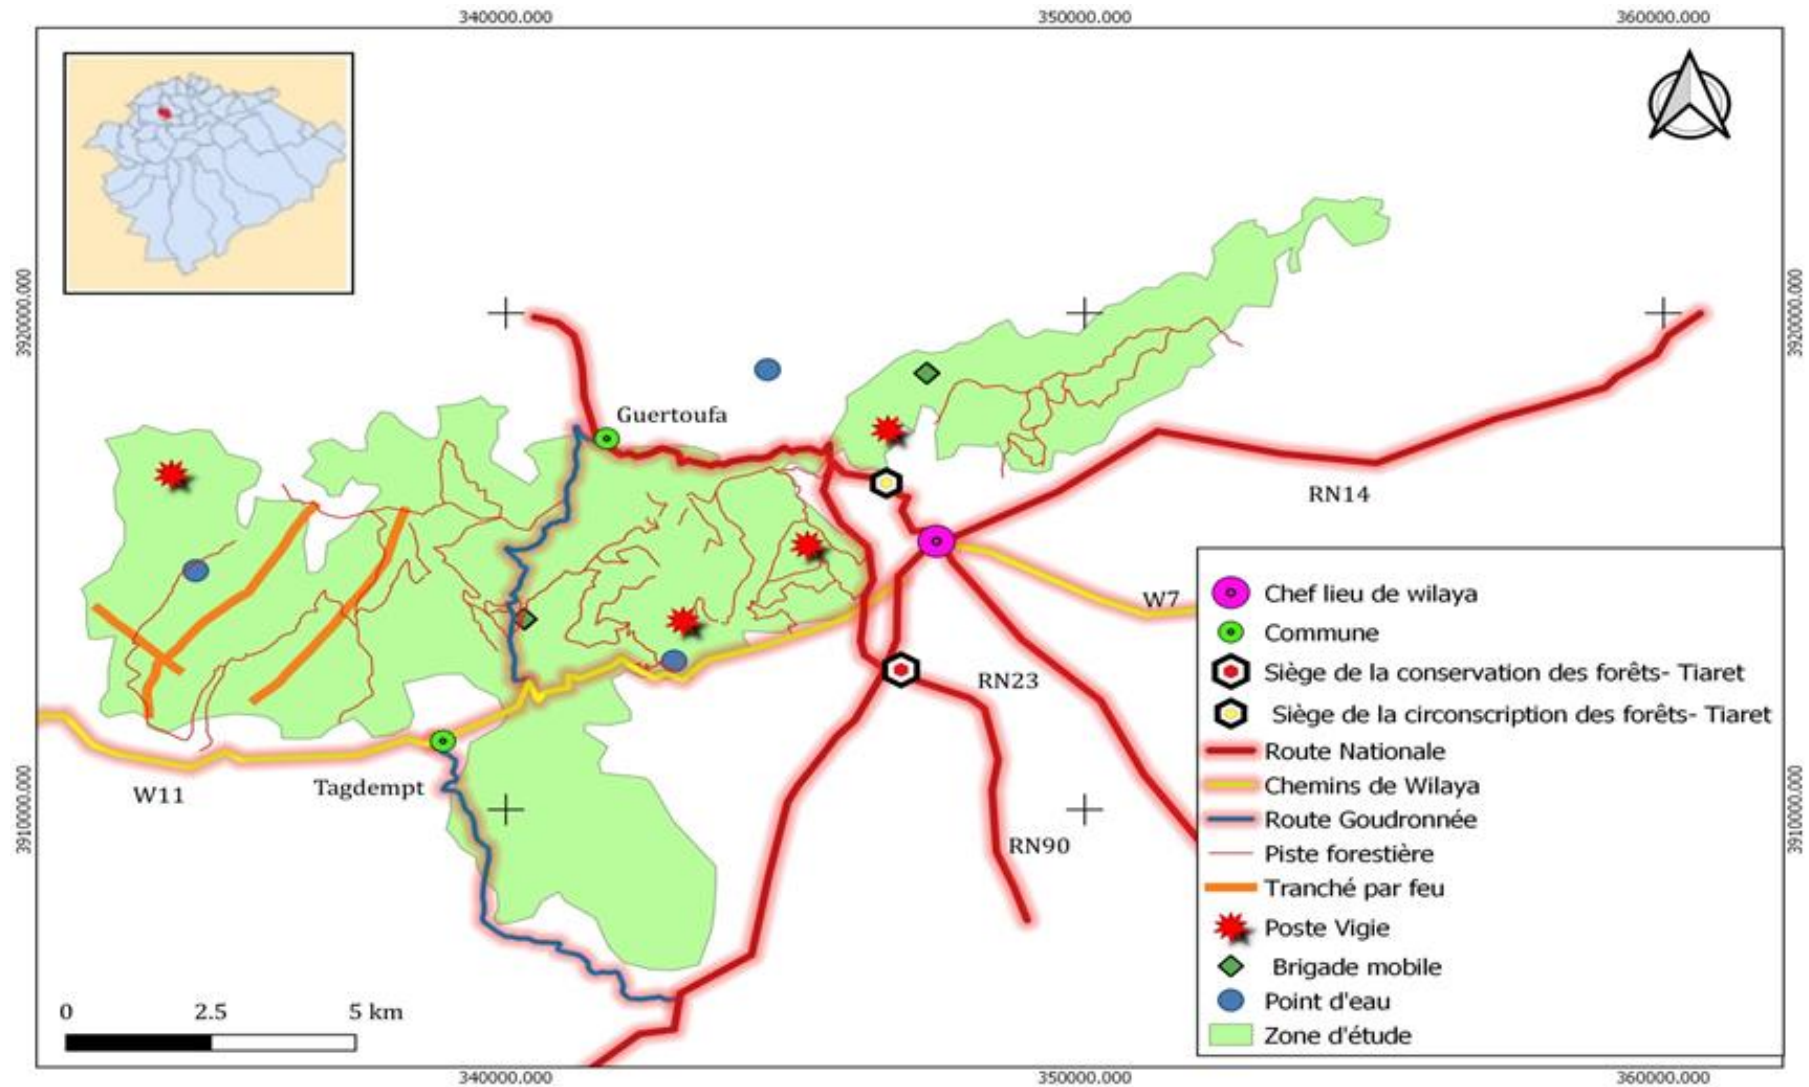 340000.000
350000.000
360000.000
3920000.000
3920000.000
Guertoufa
RN14
W7
RN23
Tagdempt
W11
RN90
3910000.000
3910000.000
Chef lieu de wilaya
Commune
Siège de la conservation des forêts- Tiaret
Siège de la circonscription des forêts- Tiaret
Route Nationale
Chemins de Wilaya
Route Goudronnée
Piste forestière
Tranché par feu
Poste Vigie
Brigade mobile
Point d'eau
Zone d'étude
0 2.5 5 km
340000.000
350000.000
360000.000